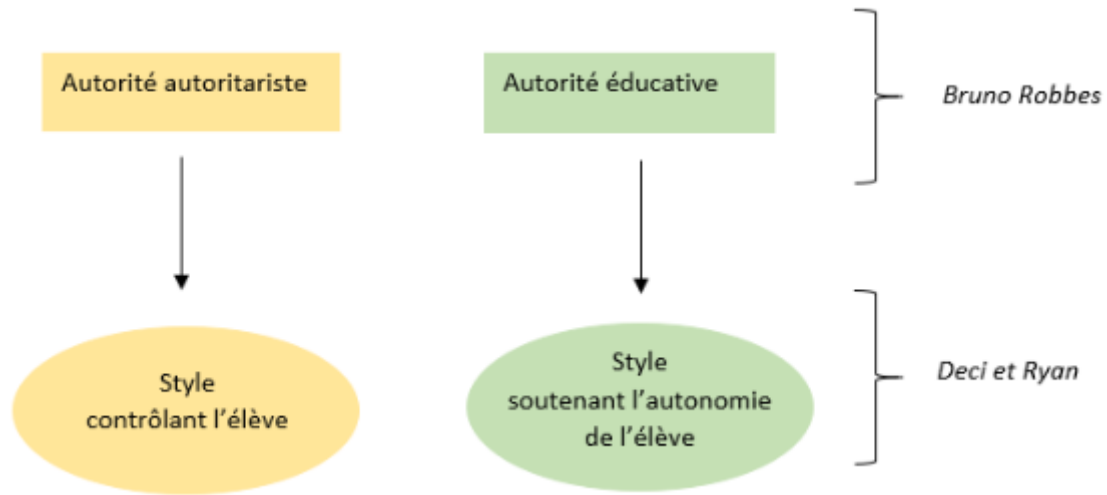 Autorité autoritariste
Autorité éducative
Bruno Robbes
Style
contrôlant l'élève
Style
soutenant l'autonomie
de l'élève
Deci et Ryan